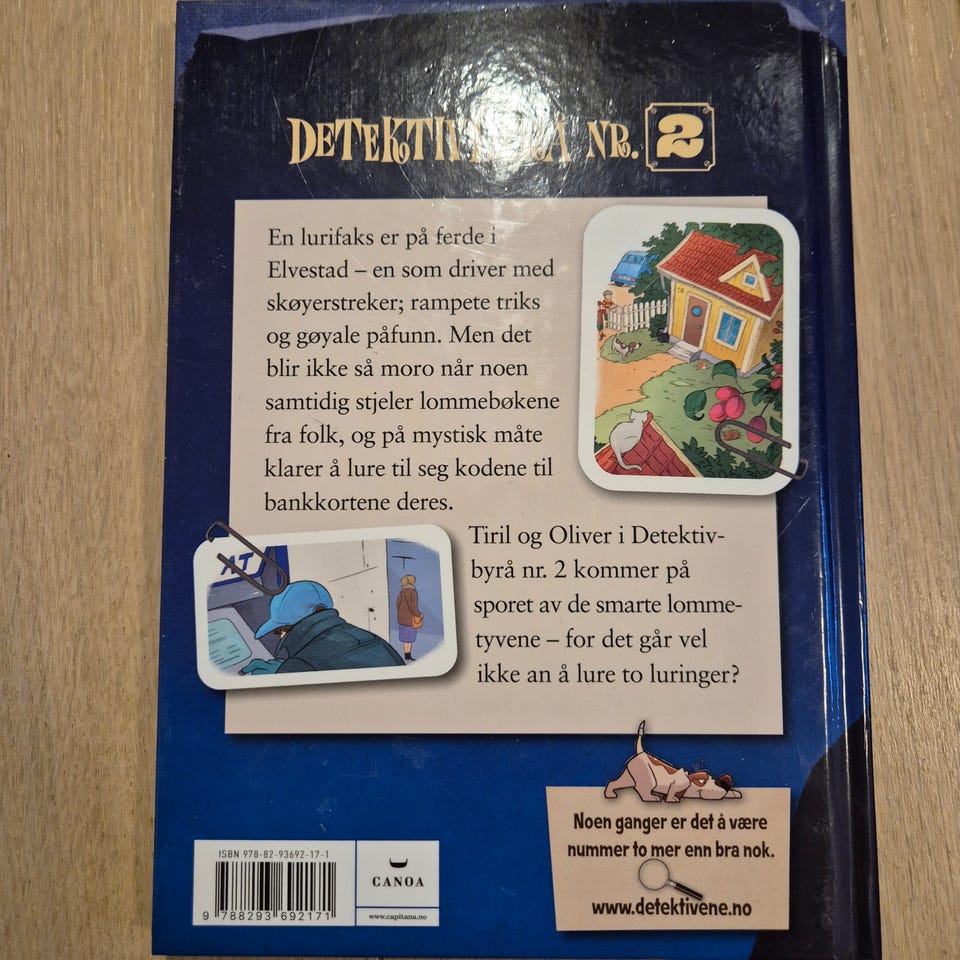 NR. 2
En lurifaks er på ferde i
Elvestad – en som driver med
skøyerstreker; rampete triks
og gøyale påfunn. Men det
blir ikke så moro når noen
samtidig stjeler lommebøkene
fra folk, og på mystisk måte
klarer å lure til seg kodene til
bankkortene deres.
AT
Tiril og Oliver i Detektiv-
byrå nr. 2 kommer på
sporet av de smarte lomme-
tyvene – for det går vel
ikke an å lure to luringer?
Noen ganger er det å være
nummer to mer enn bra nok.
www.detektivene.no
ISBN 978-82-93692-17-1
9 788293 692171
CANOA
www.capitana.no